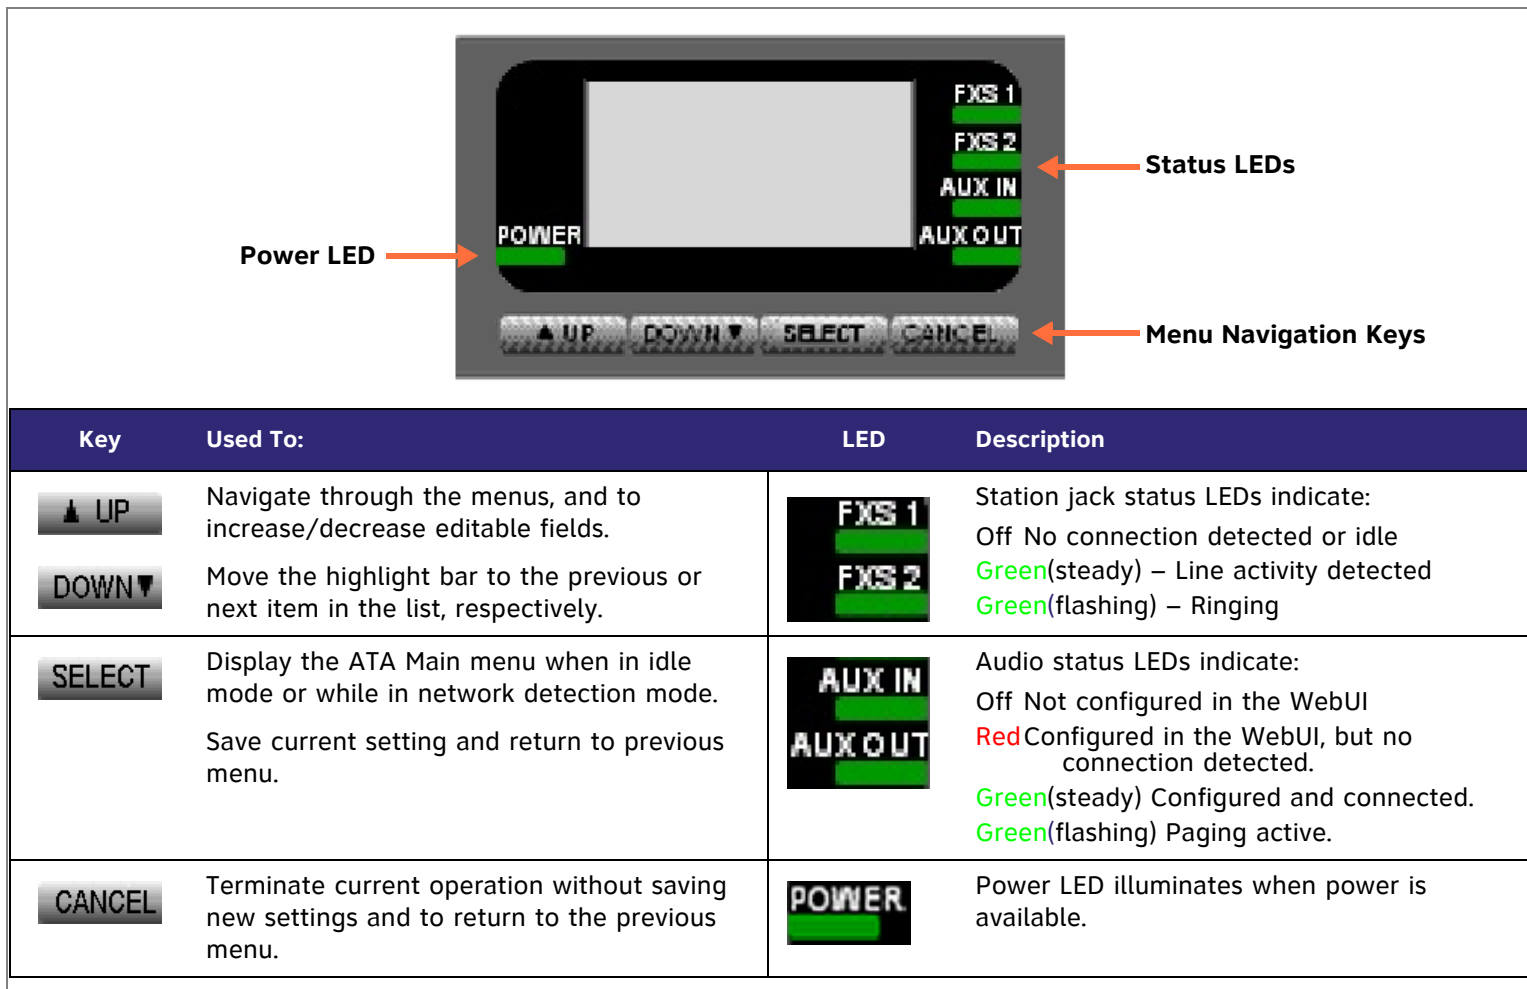 FXS 1
FXS 2
AUX IN
POWER
AUX OUT
Status LEDs
Power LED
▲ UP DOWN ▼ SELECT CANCEL
Menu Navigation Keys
Key Used To: LED Description
▲ UP
Navigate through the menus, and to
increase/decrease editable fields.
DOWN▼
Move the highlight bar to the previous or
next item in the list, respectively.
FXS 1
FXS 2
Station jack status LEDs indicate:
Off No connection detected or idle
Green(steady) – Line activity detected
Green(flashing) – Ringing
SELECT
Display the ATA Main menu when in idle
mode or while in network detection mode.
Save current setting and return to previous
menu.
AUX IN
AUX OUT
Audio status LEDs indicate:
Off Not configured in the WebUI
Red Configured in the WebUI, but no
connection detected.
Green(steady) Configured and connected.
Green(flashing) Paging active.
CANCEL
Terminate current operation without saving
new settings and to return to the previous
menu.
POWER
Power LED illuminates when power is
available.